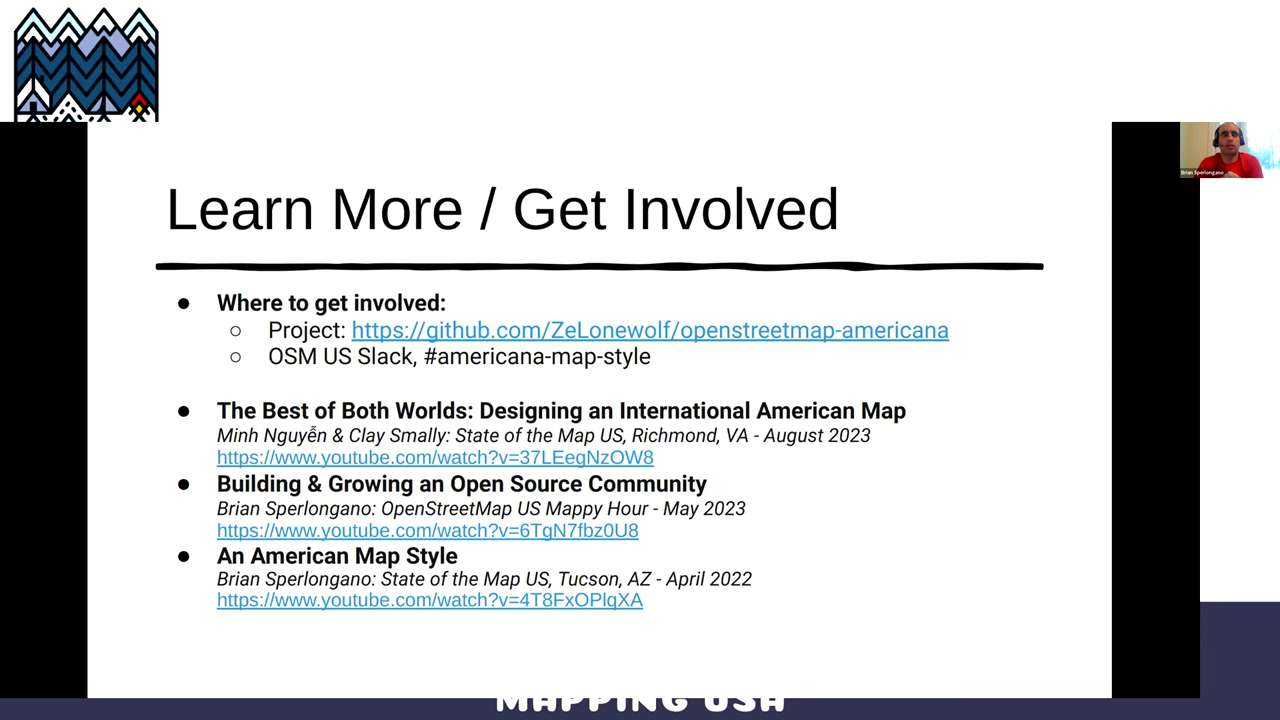 Learn More / Get Involved
Brian Sperlongano
● Where to get involved:
○ Project: https://github.com/ZeLonewolf/openstreetmap-americana
○ OSM US Slack, #americana-map-style
● The Best of Both Worlds: Designing an International American Map
Minh Nguyễn & Clay Smally: State of the Map US, Richmond, VA - August 2023
https://www.youtube.com/watch?v=37LEegNzOW8
● Building & Growing an Open Source Community
Brian Sperlongano: OpenStreetMap US Mappy Hour - May 2023
https://www.youtube.com/watch?v=6TgN7fbz0U8
● An American Map Style
Brian Sperlongano: State of the Map US, Tucson, AZ - April 2022
https://www.youtube.com/watch?v=4T8FxOPlqXA
MAPPING USA